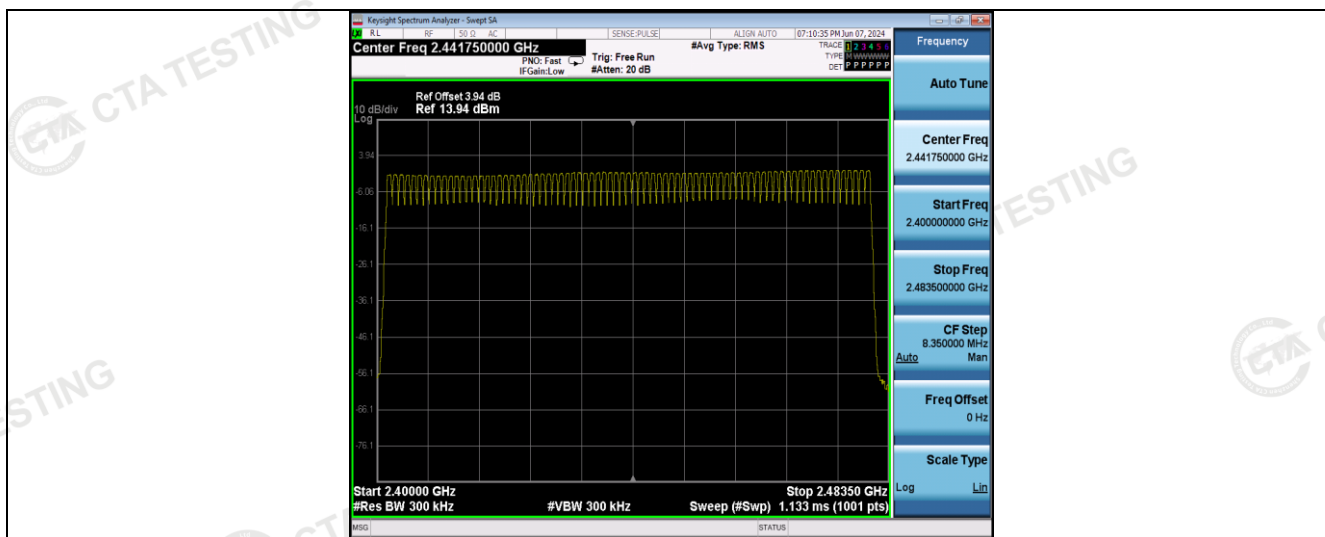 Keysight Spectrum Analyzer - Swept SA
RL RF 50 Ω AC SENSE:PULSE ALIGN AUTO 07:10:35 PM Jun 07, 2024
Center Freq 2.441750000 GHz
#Avg Type: RMS
TRACE 1 2 3 4 5 6
PNO: Fast Trig: Free Run
TYPE M WWWWW
IFGain:Low #Atten: 20 dB
DET P P P P P P
Ref Offset 3.94 dB
10 dB/div Ref 13.94 dBm
Log
3.94
-6.06
-16.1
-26.1
-36.1
-46.1
-56.1
-66.1
-76.1
Start 2.40000 GHz Stop 2.48350 GHz
#Res BW 300 kHz #VBW 300 kHz Sweep (#Swp) 1.133 ms (1001 pts)
MSG STATUS
Frequency
Auto Tune
Center Freq
2.441750000 GHz
Start Freq
2.400000000 GHz
Stop Freq
2.483500000 GHz
CF Step
8.350000 MHz
Auto Man
Freq Offset
0 Hz
Scale Type
Log Lin
CTA TESTING
TESTING
STING
CTA
CT